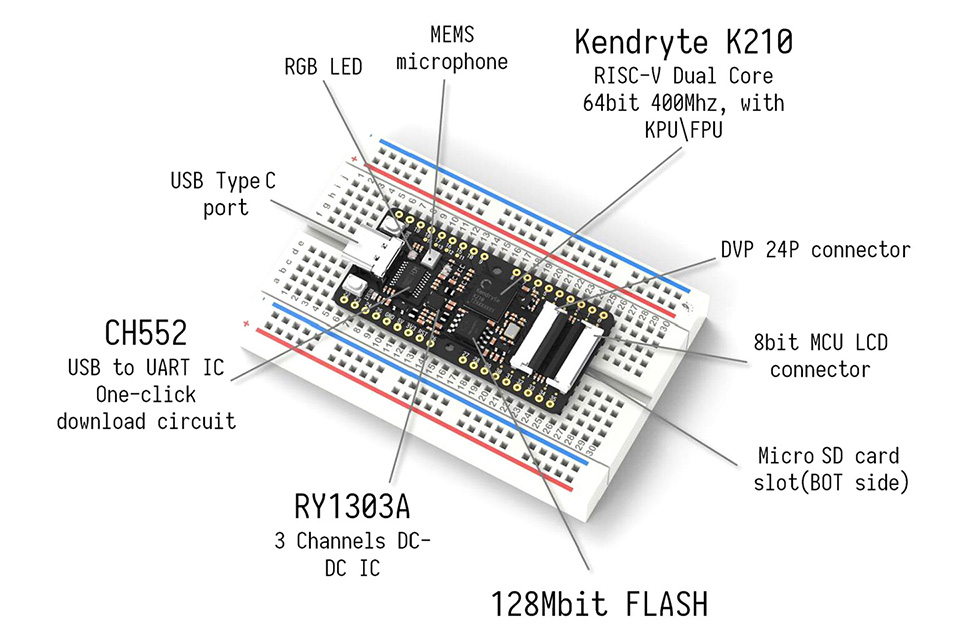 MEMS
microphone
RGB LED
Kendryte K210
RISC-V Dual Core
64bit 400Mhz, with
KPU\FPU
USB Type C
port
DVP 24P connector
CH552
USB to UART IC
One-click
download circuit
8bit MCU LCD
connector
Micro SD card
slot(BOT side)
RY1303A
3 Channels DC-
DC IC
128Mbit FLASH
Kendryte